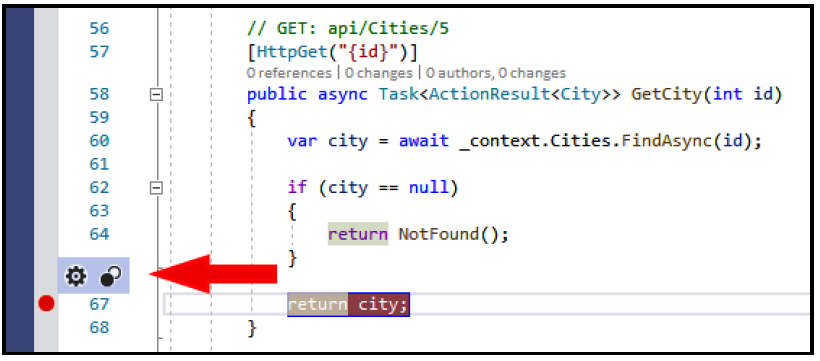 56 // GET: api/Cities/5
57 [HttpGet("{id}")]
0 references | 0 changes | 0 authors, 0 changes
58 public async Task<ActionResult<City>> GetCity(int id)
59 {
60 var city = await _context.Cities.FindAsync(id);
61
62 if (city == null)
63 {
64 return NotFound();
}
67 return city;
68 }